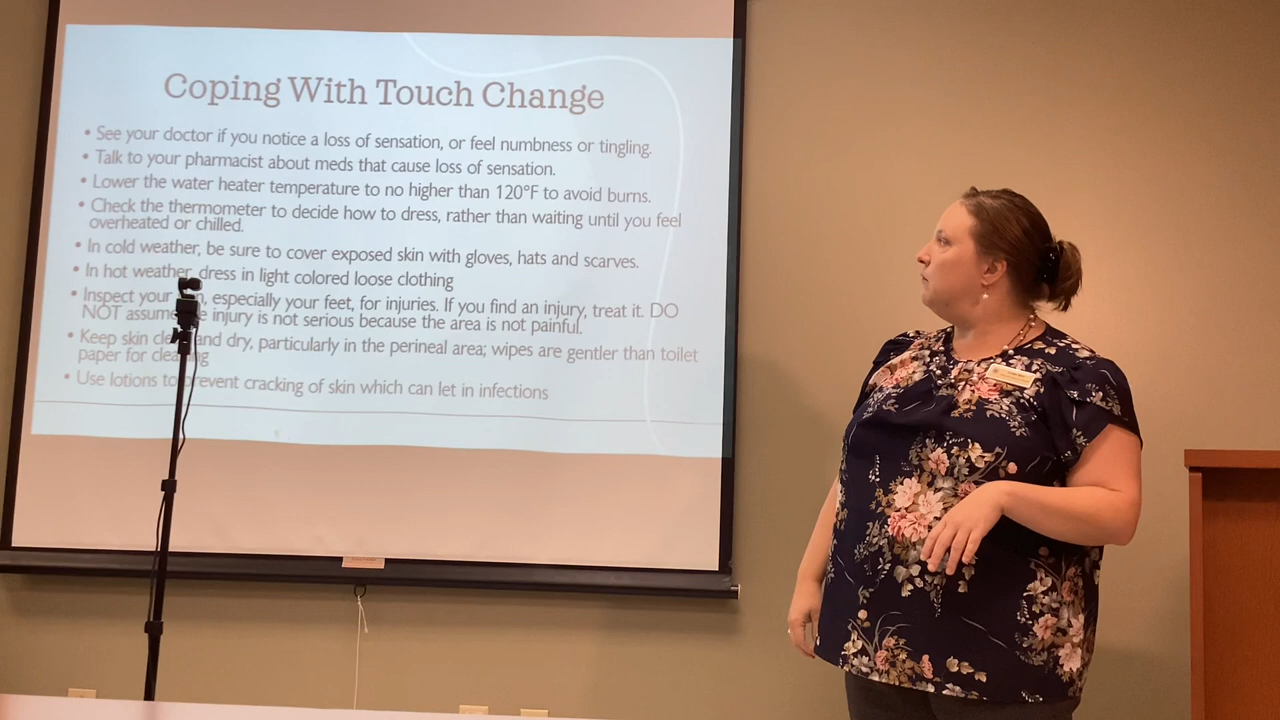 Coping With Touch Change
• See your doctor if you notice a loss of sensation, or feel numbness or tingling.
• Talk to your pharmacist about meds that cause loss of sensation.
• Lower the water heater temperature to no higher than 120°F to avoid burns.
• Check the thermometer to decide how to dress, rather than waiting until you feel
overheated or chilled.
• In cold weather, be sure to cover exposed skin with gloves, hats and scarves.
• In hot weather dress in light colored loose clothing
• Inspect your especially your feet, for injuries. If you find an injury, treat it. DO
NOT assume injury is not serious because the area is not painful.
• Keep skin and dry, particularly in the perineal area; wipes are gentler than toilet
paper for
• Use lotions to prevent cracking of skin which can let in infections